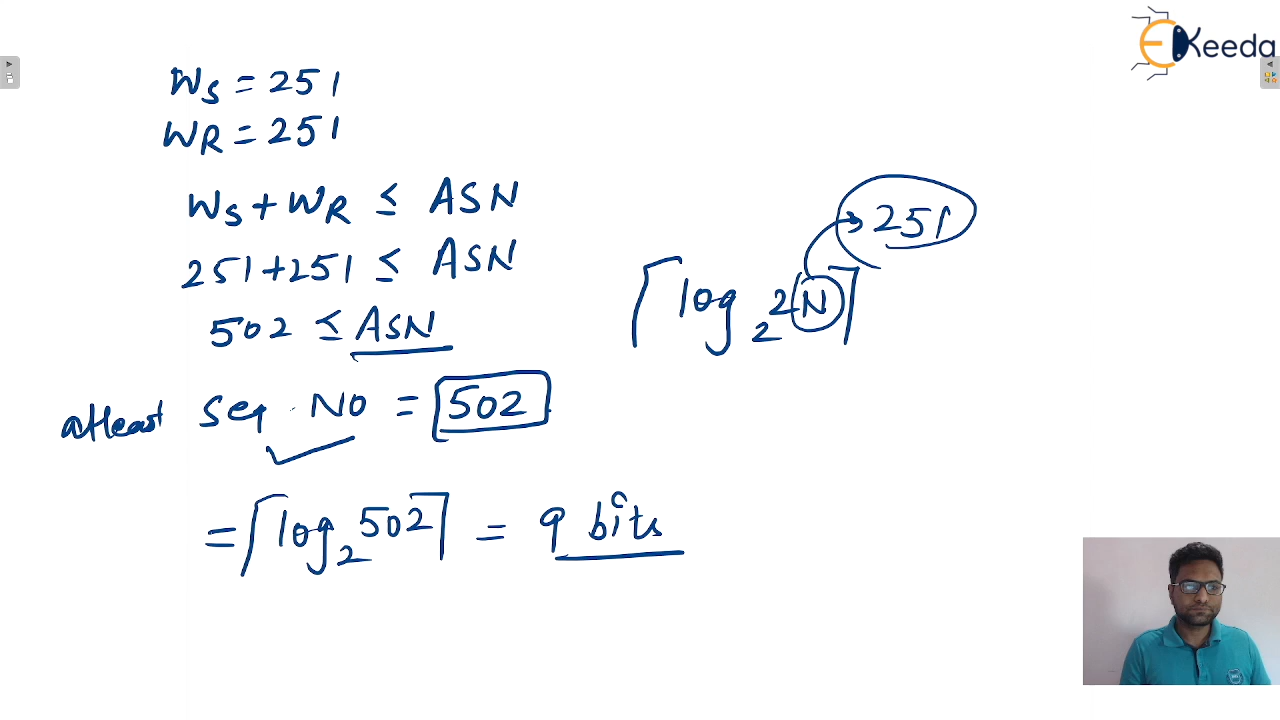 EKeeda
WS = 251
WR = 251
WS + WR ≤ ASN
251 + 251 ≤ ASN
502 ≤ ASN
atleast seq. NO = 502
= ⌈log₂ 502⌉ = 9 bits
251
⌈log₂ 2N⌉